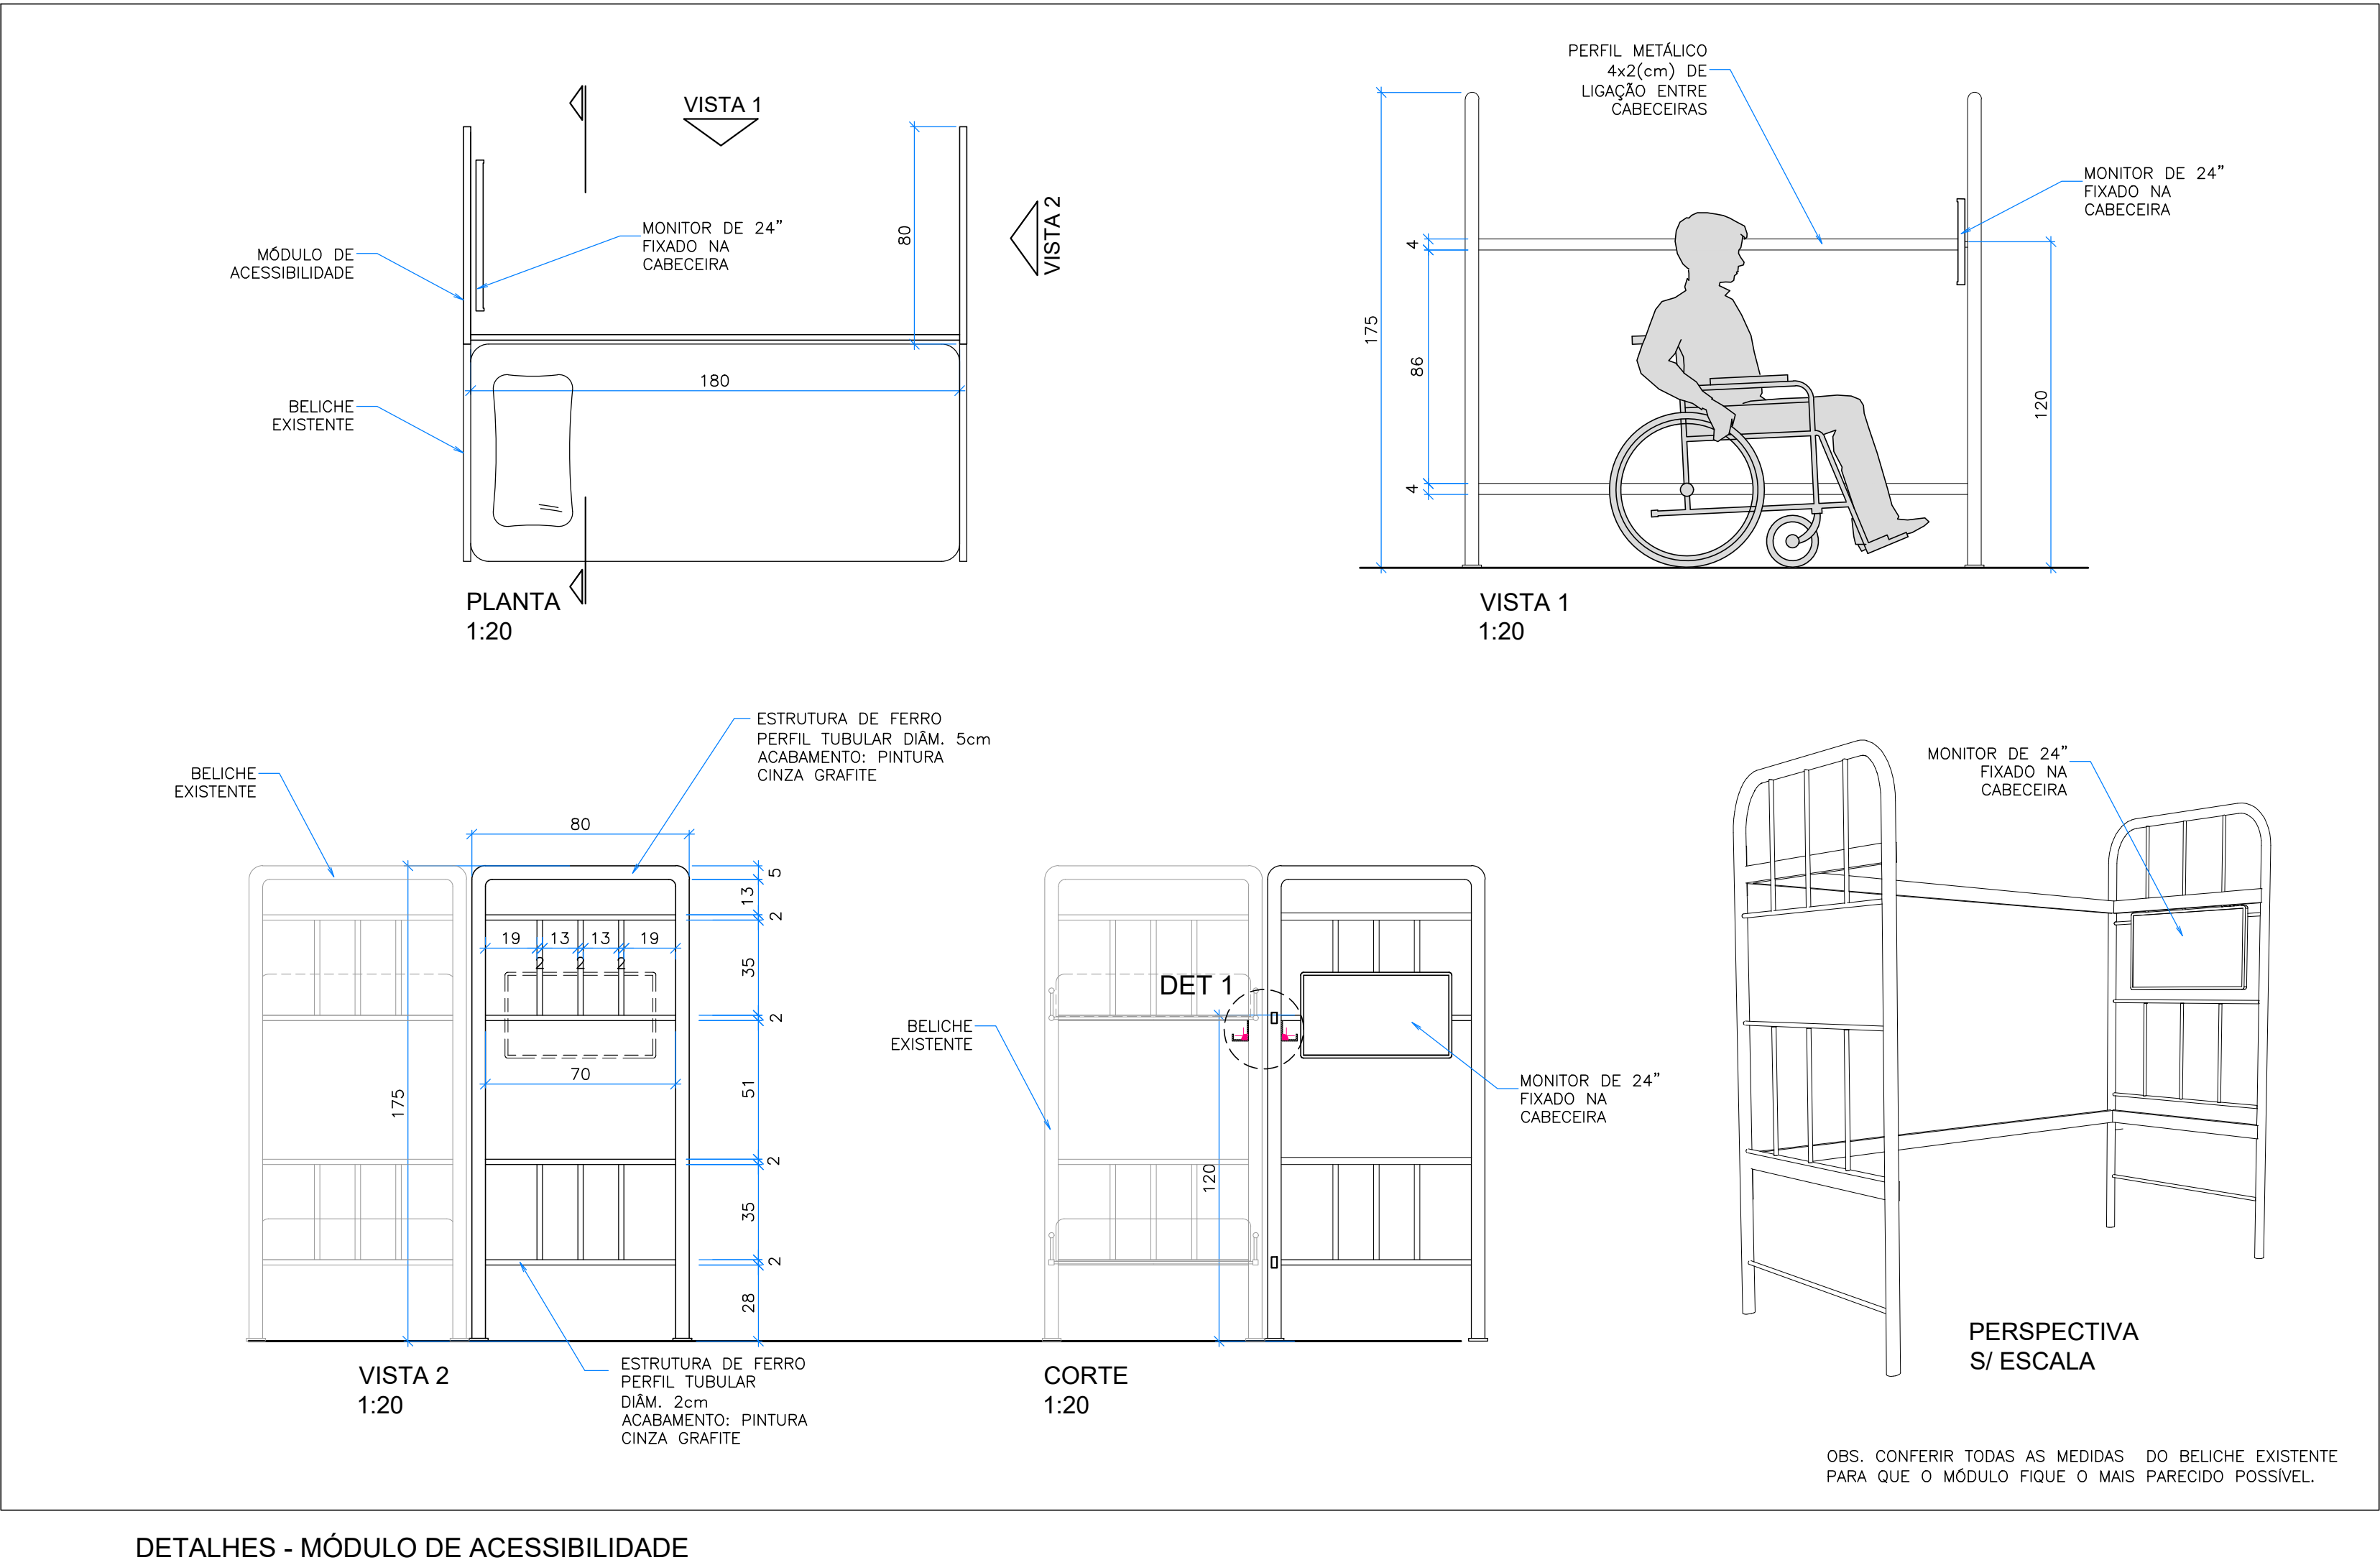 VISTA 1
80
VISTA 2
MONITOR DE 24”
FIXADO NA
CABECEIRA
MÓDULO DE
ACESSIBILIDADE
180
BELICHE
EXISTENTE
PLANTA
1:20
PERFIL METÁLICO
4x2(cm) DE
LIGAÇÃO ENTRE
CABECEIRAS
MONITOR DE 24”
FIXADO NA
CABECEIRA
175
4
86
4
120
VISTA 1
1:20
ESTRUTURA DE FERRO
PERFIL TUBULAR DIÂM. 5cm
ACABAMENTO: PINTURA
CINZA GRAFITE
BELICHE
EXISTENTE
80
5
13
2
19 13 13 19
2 2 2
35
2
70
175
51
2
35
2
28
ESTRUTURA DE FERRO
PERFIL TUBULAR
DIÂM. 2cm
ACABAMENTO: PINTURA
CINZA GRAFITE
VISTA 2
1:20
DET 1
BELICHE
EXISTENTE
120
MONITOR DE 24”
FIXADO NA
CABECEIRA
CORTE
1:20
MONITOR DE 24”
FIXADO NA
CABECEIRA
PERSPECTIVA
S/ ESCALA
OBS. CONFERIR TODAS AS MEDIDAS DO BELICHE EXISTENTE
PARA QUE O MÓDULO FIQUE O MAIS PARECIDO POSSÍVEL.
DETALHES - MÓDULO DE ACESSIBILIDADE